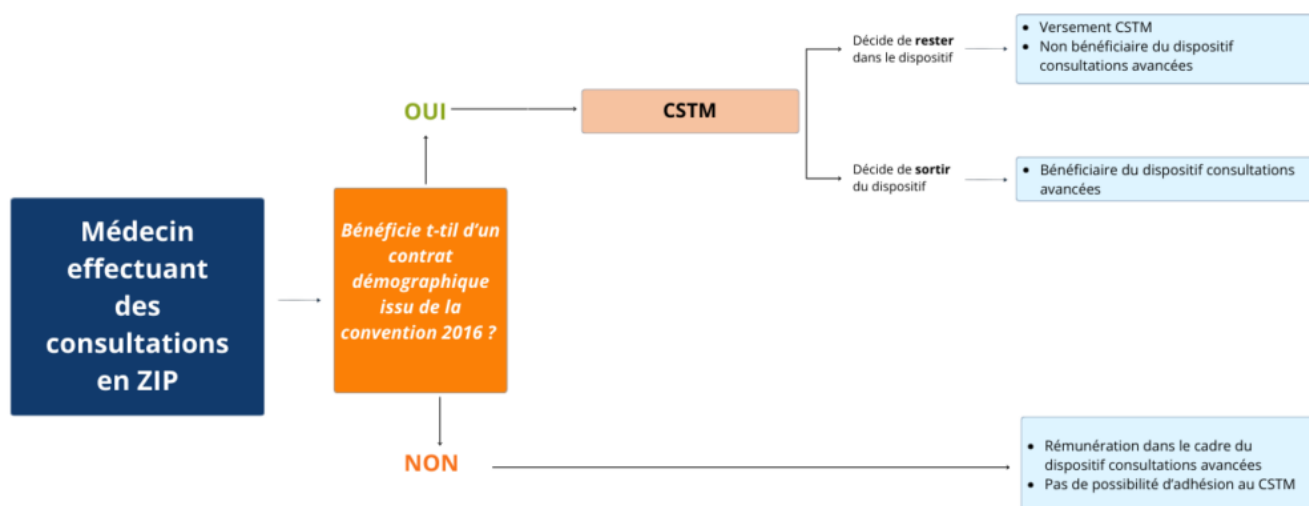 Médecin
effectuant
des
consultations
en ZIP
Bénéficie t-til d'un
contrat
démographique
issu de la
convention 2016 ?
OUI
CSTM
Décide de rester
dans le dispositif
• Versement CSTM
• Non bénéficiaire du dispositif
consultations avancées
Décide de sortir
du dispositif
• Bénéficiaire du dispositif consultations
avancées
NON
• Rémunération dans le cadre du
dispositif consultations avancées
• Pas de possibilité d'adhésion au CSTM